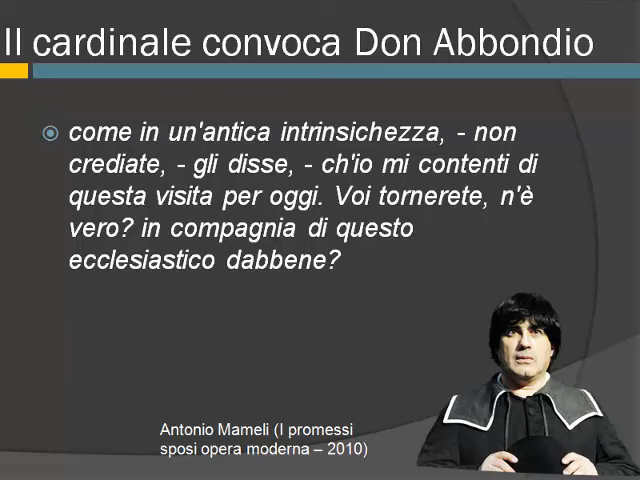 Il cardinale convoca Don Abbondio
come in un'antica intrinsichezza, - non
crediate, - gli disse, - ch'io mi contenti di
questa visita per oggi. Voi tornerete, n'è
vero? in compagnia di questo
ecclesiastico dabbene?
Antonio Mameli (I promessi
sposi opera moderna – 2010)